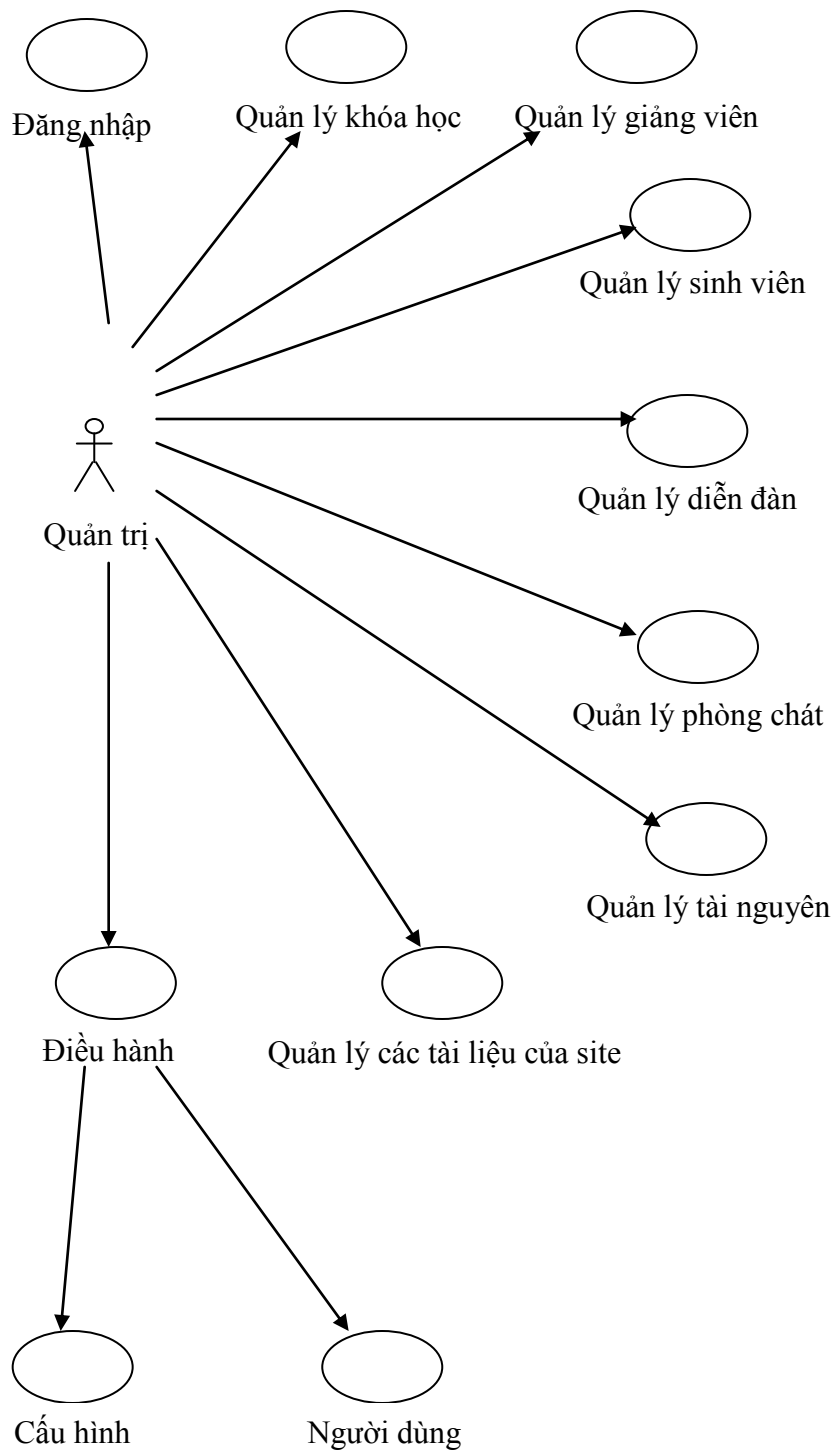 Đăng nhập
Quản lý khóa học
Quản lý giảng viên
Quản lý sinh viên
Quản lý diễn đàn
Quản trị
Quản lý phòng chát
Quản lý tài nguyên
Điều hành
Quản lý các tài liệu của site
Cấu hình
Người dùng